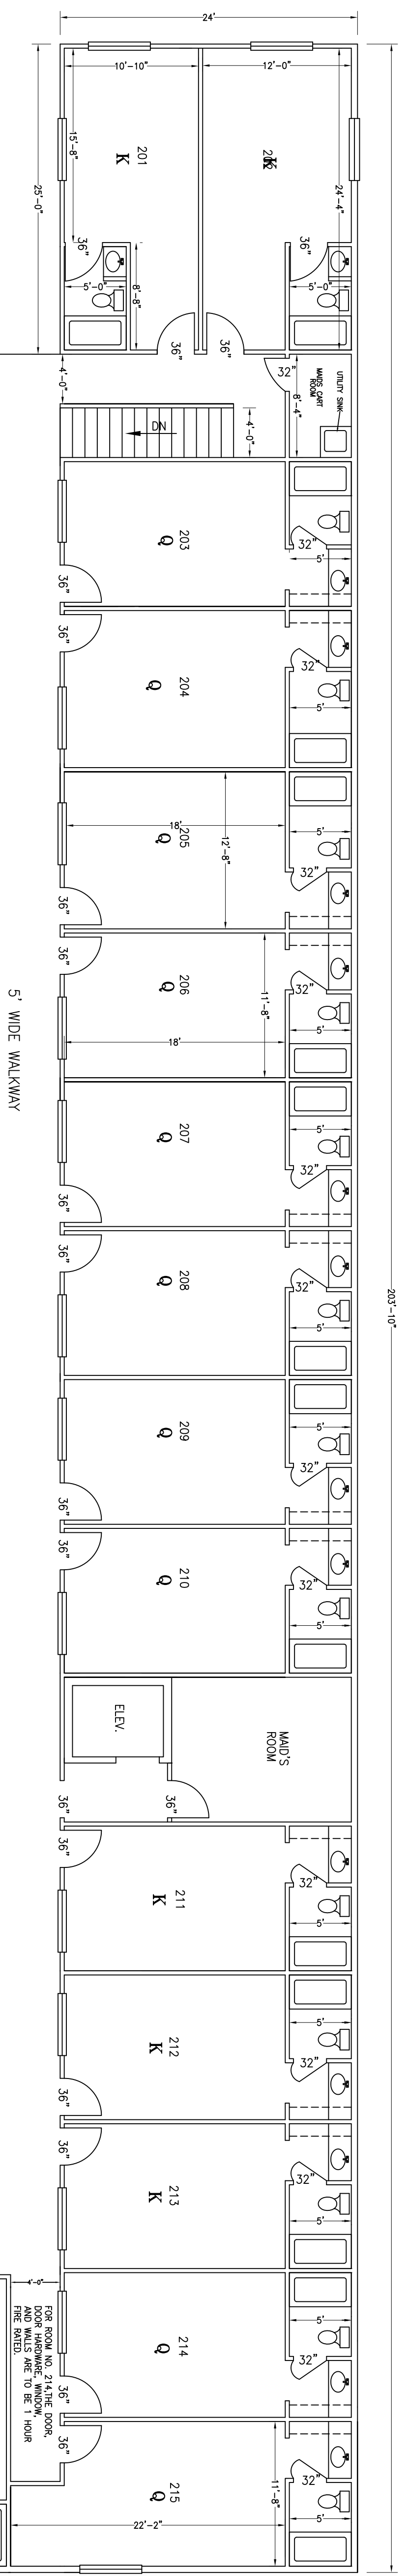 24'
203'-10"
25'-0"
10'-10"
12'-0"
15'-8"
24'-4"
201
K
K
36"
5'-0"
8'-8"
36"
5'-0"
36"
36"
32"
8'-4"
UTILITY SINK
MAIDS CART
ROOM
4'-0"
4'-0"
DN
203
Q
32"
5'
36"
204
Q
32"
5'
36"
205
Q
18'
12'-8"
32"
5'
36"
206
Q
11'-8"
18'
32"
5'
36"
5' WIDE WALKWAY
207
Q
32"
5'
36"
208
Q
32"
5'
36"
209
Q
32"
5'
36"
210
Q
32"
5'
36"
ELEV.
MAID'S
ROOM
36"
36"
211
K
32"
5'
36"
212
K
32"
5'
36"
213
K
32"
5'
36"
214
Q
32"
5'
36"
4'-0"
FOR ROOM NO. 214,THE DOOR,
DOOR HARDWARE, WINDOW,
AND WALLS ARE TO BE 1 HOUR
FIRE RATED.
215
Q
11'-8"
22'-2"
32"
5'
36"